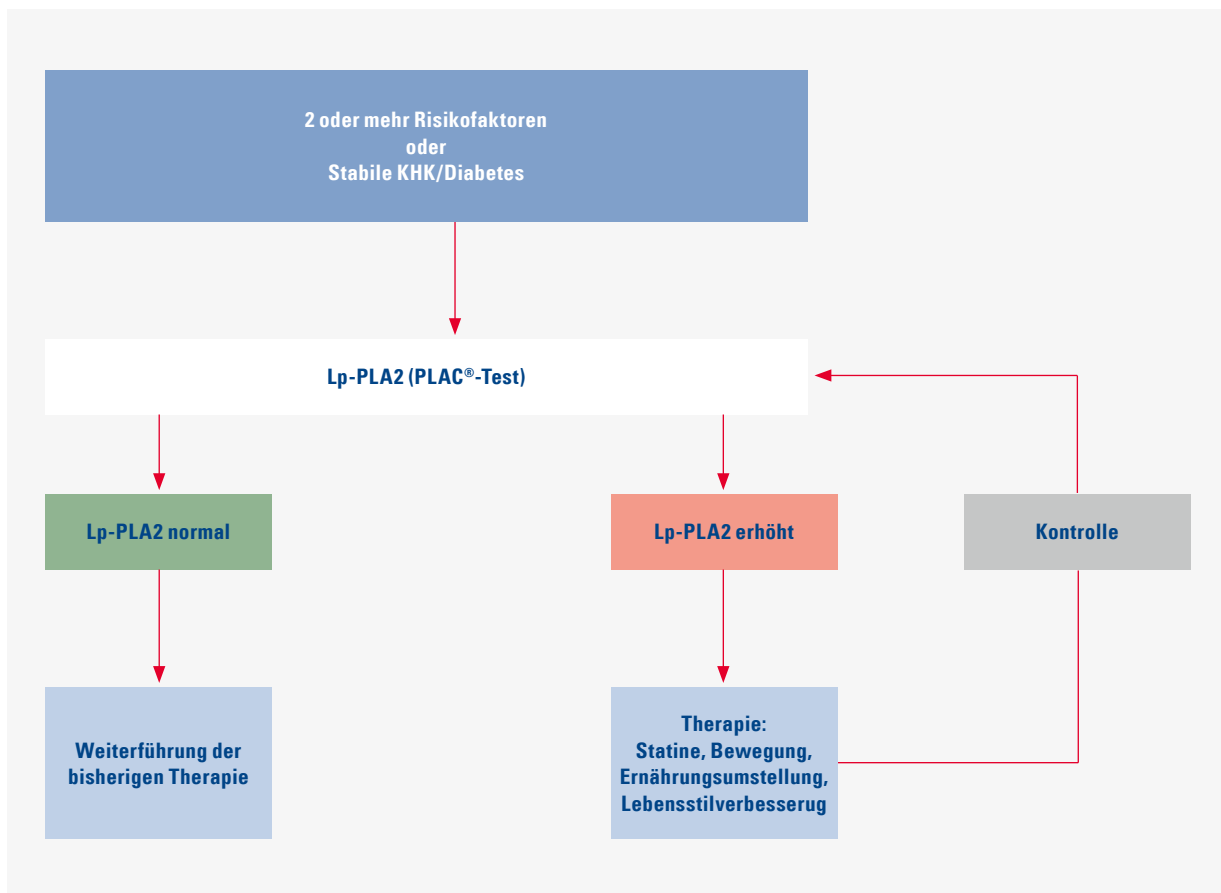 2 oder mehr Risikofaktoren
oder
Stabile KHK/Diabetes
Lp-PLA2 (PLAC®-Test)
Lp-PLA2 normal
Lp-PLA2 erhöht
Kontrolle
Weiterführung der
bisherigen Therapie
Therapie:
Statine, Bewegung,
Ernährungsumstellung,
Lebensstilverbesserug